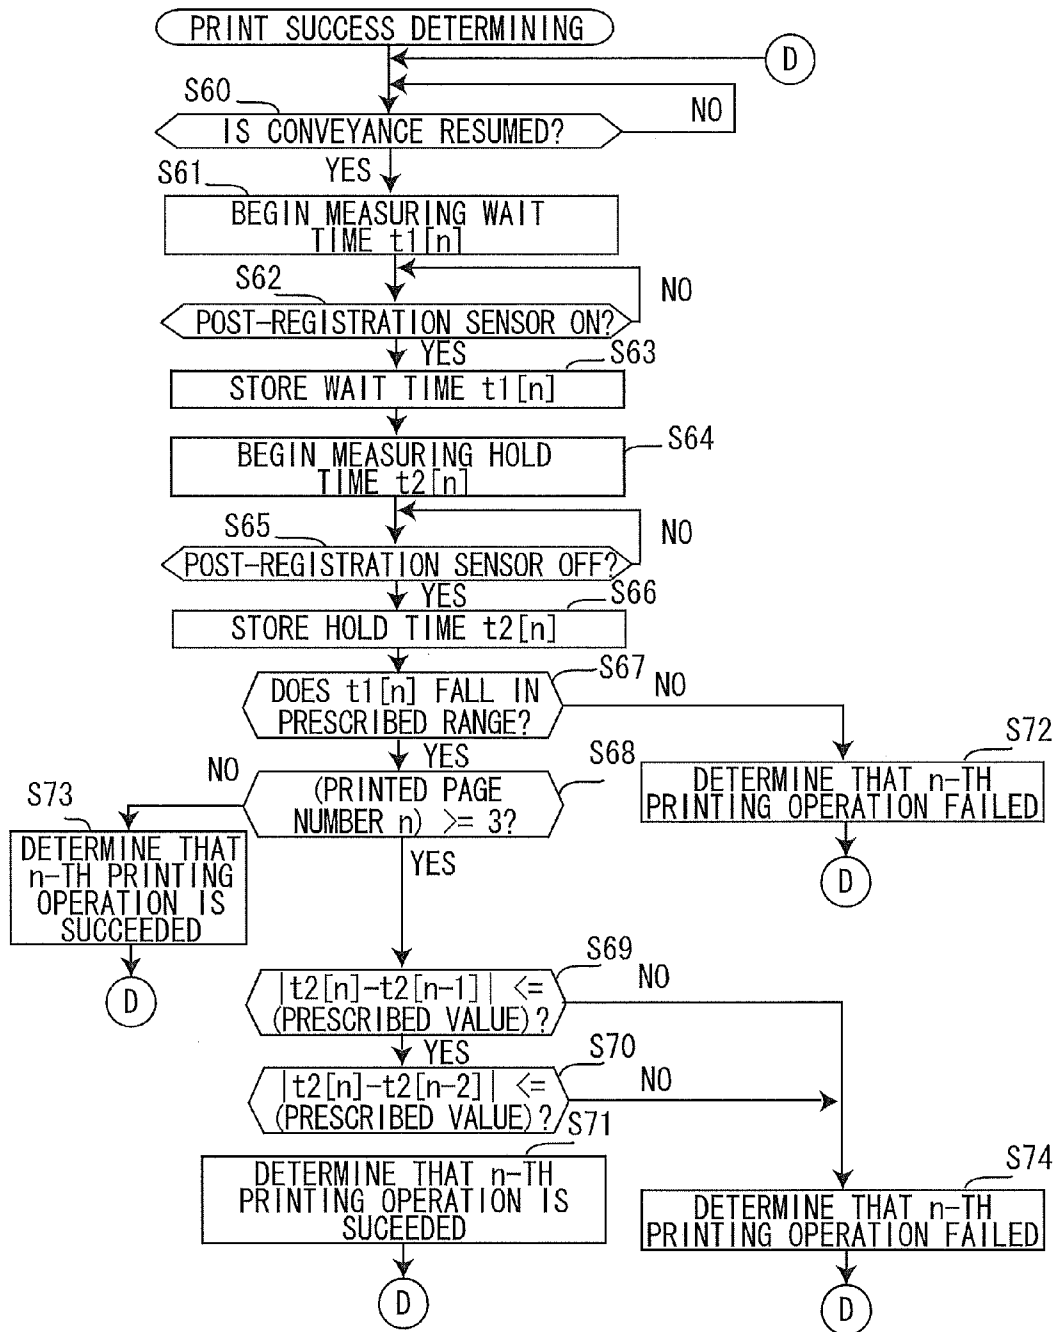 PRINT SUCCESS DETERMINING
D
S60
IS CONVEYANCE RESUMED?
NO
YES
S61
BEGIN MEASURING WAIT
TIME t1[n]
S62
NO
POST-REGISTRATION SENSOR ON?
YES
S63
STORE WAIT TIME t1[n]
S64
BEGIN MEASURING HOLD
TIME t2[n]
S65
NO
POST-REGISTRATION SENSOR OFF?
YES
S66
STORE HOLD TIME t2[n]
S67
DOES t1[n] FALL IN
PRESCRIBED RANGE?
NO
YES
S72
DETERMINE THAT n-TH
PRINTING OPERATION FAILED
D
S68
(PRINTED PAGE
NUMBER n) >= 3?
NO
YES
S73
DETERMINE THAT
n-TH PRINTING
OPERATION IS
SUCCEEDED
D
S69
|t2[n]-t2[n-1]| <=
(PRESCRIBED VALUE)?
NO
YES
S70
|t2[n]-t2[n-2]| <=
(PRESCRIBED VALUE)?
NO
S71
DETERMINE THAT n-TH
PRINTING OPERATION IS
SUCEEDED
D
S74
DETERMINE THAT n-TH
PRINTING OPERATION FAILED
D